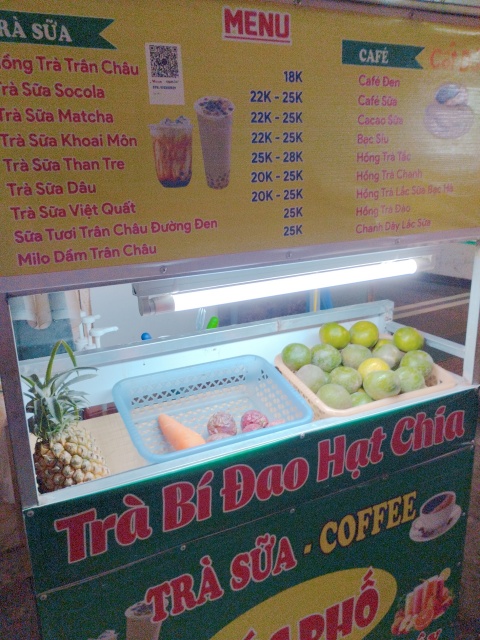 MENU
TRÀ SỮA
Hồng Trà Trân Châu 18K
Trà Sữa Socola 22K - 25K
Trà Sữa Matcha 22K - 25K
Trà Sữa Khoai Môn 22K - 25K
Trà Sữa Than Tre 25K - 28K
Trà Sữa Dâu 20K - 25K
Trà Sữa Việt Quất 20K - 25K
Sữa Tươi Trân Châu Đường Đen 25K
Milo Dầm Trân Châu 25K
CAFÉ
Café Đen
Café Sữa
Cacao Sữa
Bạc Sỉu
Hồng Trà Tắc
Hồng Trà Chanh
Hồng Trà Lắc Sữa Bạc Hà
Hồng Trà Đào
Chanh Dây Lắc Sữa
Trà Bí Đao Hạt Chia
TRÀ SỮA - COFFEE
PHỐ